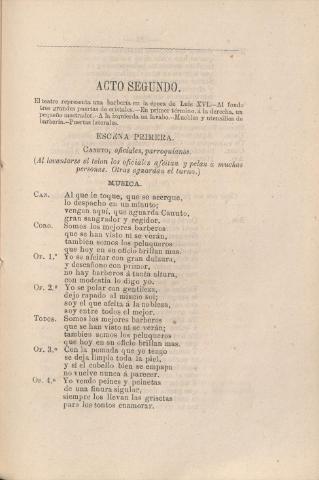 ACTO SEGUNDO.
El teatro representa una barbería en la época de Luis XVI.—Al fondo
tres grandes puertas de cristales.—En primer término, á la derecha, un
pequeño mostrador.—A la izquierda un lavabo.—Muebles y utensilios de
barbería.—Puertas laterales.
ESCENA PRIMERA.
CANUTO, oficiales, parroquianos.
(Al levantarse el telon los oficiales afeitan y pelan á muchas
personas. Otras aguardan el turno.)
MUSICA.
CAN. Al que le toque, que se acerque,
lo despacho en un minuto;
vengan aquí, que aguarda Canuto,
gran sangrador y regidor.
CORO. Somos los mejores barberos
que se han visto ni se verán,
tambien somos los peluqueros
que hoy en su oficio brillan mas.
OF. 1.º Yo se afeitar con gran dulzura,
y descañono con primor,
no hay barberos á tanta altura,
con modestia lo digo yo.
OF. 2.º Yo se pelar con gentileza,
dejo rapado al mismo sol;
soy el que afeita á la nobleza,
soy entre todos el mejor.
TODOS. Somos los mejores barberos
que se han visto ni se verán;
tambien somos los peluqueros
que hoy en su oficio brillan mas.
OF. 3.º Con la pomada que yo tengo
se deja limpia toda la piel,
y si el cabello bien se empapa
no vuelve nunca á parecer.
OF. 4.º Yo vendo peines y peinetas
de una finura sigular,
siempre los llevan las grisetas
para los tontos enamorar.